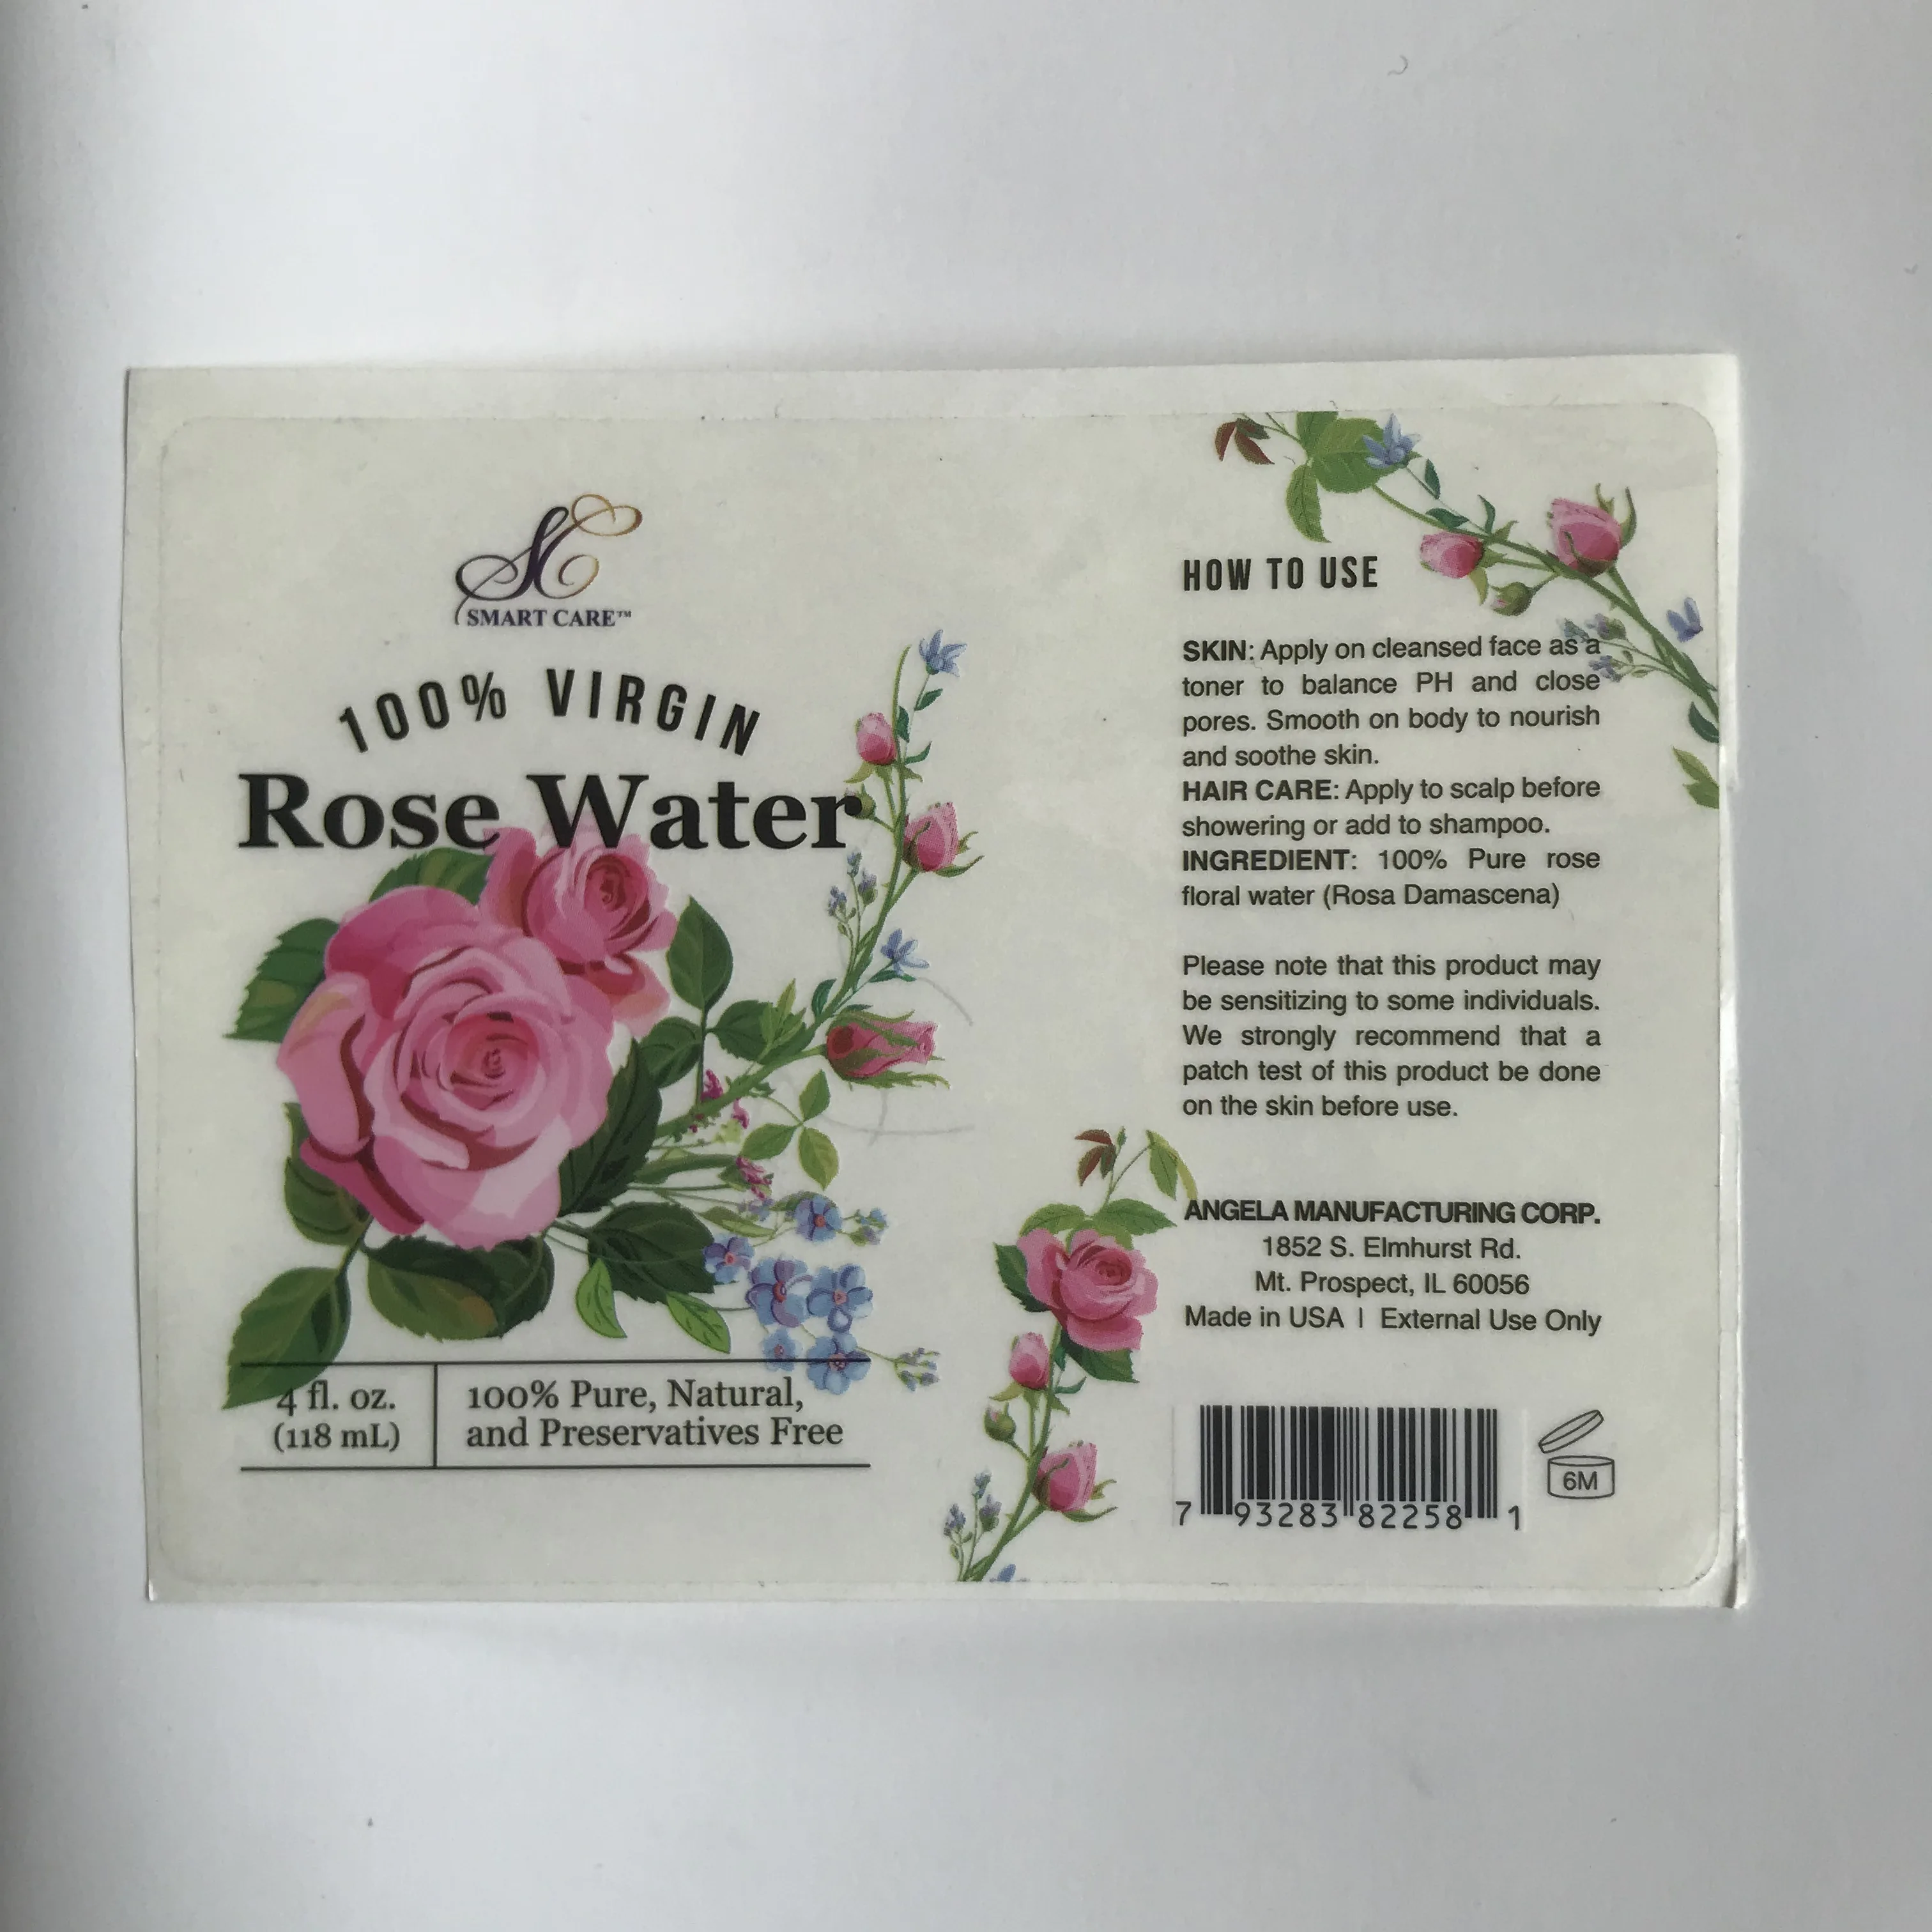 SC
SMART CARE™
100% VIRGIN
Rose Water
4 fl. oz.
(118 mL)
100% Pure, Natural,
and Preservatives Free
HOW TO USE
SKIN: Apply on cleansed face as a
toner to balance PH and close
pores. Smooth on body to nourish
and soothe skin.
HAIR CARE: Apply to scalp before
showering or add to shampoo.
INGREDIENT: 100% Pure rose
floral water (Rosa Damascena)
Please note that this product may
be sensitizing to some individuals.
We strongly recommend that a
patch test of this product be done
on the skin before use.
ANGELA MANUFACTURING CORP.
1852 S. Elmhurst Rd.
Mt. Prospect, IL 60056
Made in USA | External Use Only
7 93283 82258 1
6M